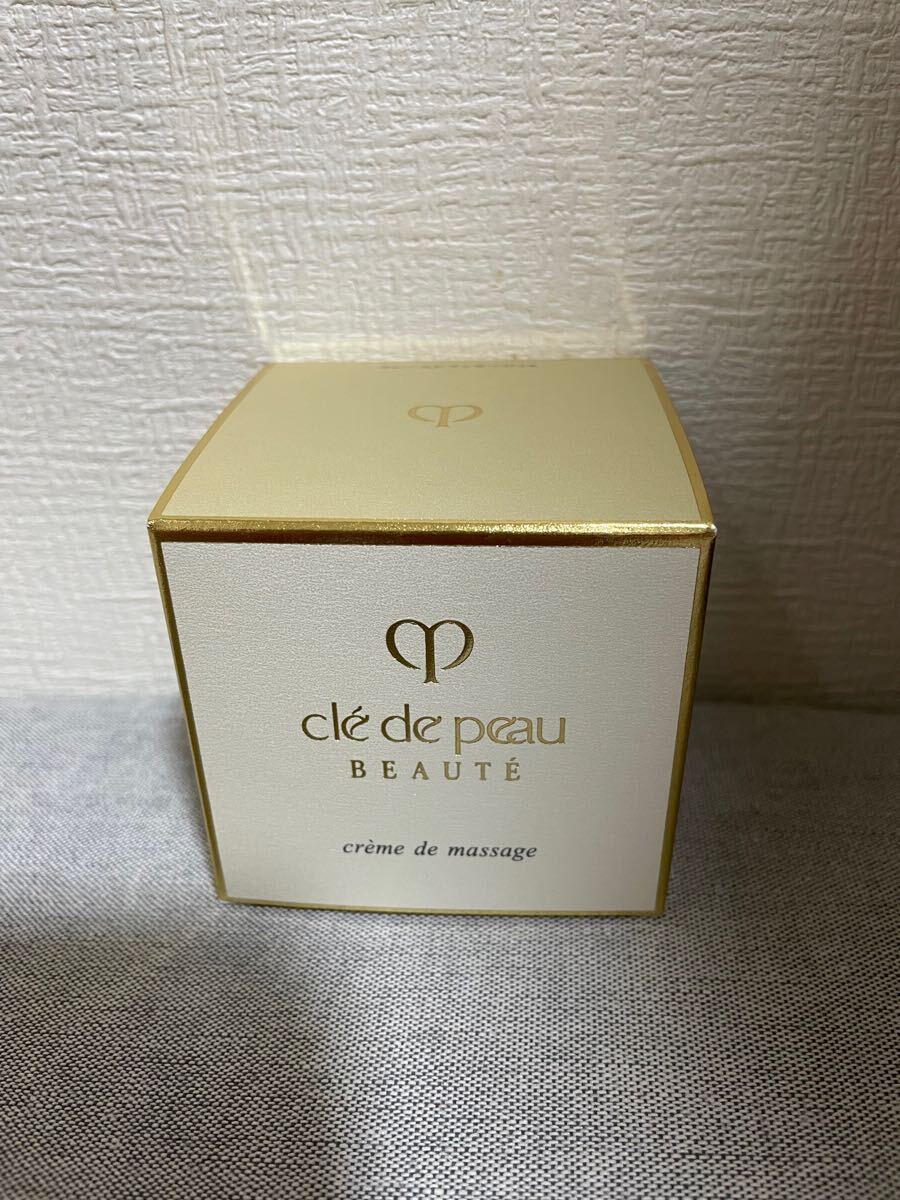 clé de peau
BEAUTÉ
crème de massage